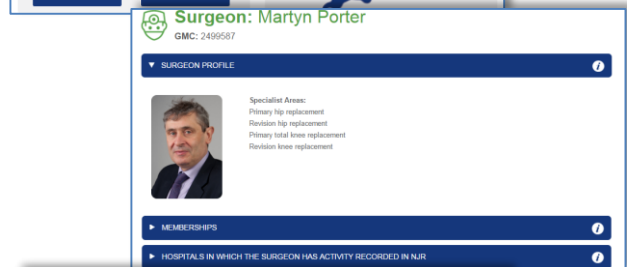 Surgeon: Martyn Porter
GMC: 2499587
SURGEON PROFILE
Specialist Areas:
Primary hip replacement
Revision hip replacement
Primary total knee replacement
Revision knee replacement
MEMBERSHIPS
HOSPITALS IN WHICH THE SURGEON HAS ACTIVITY RECORDED IN NJR